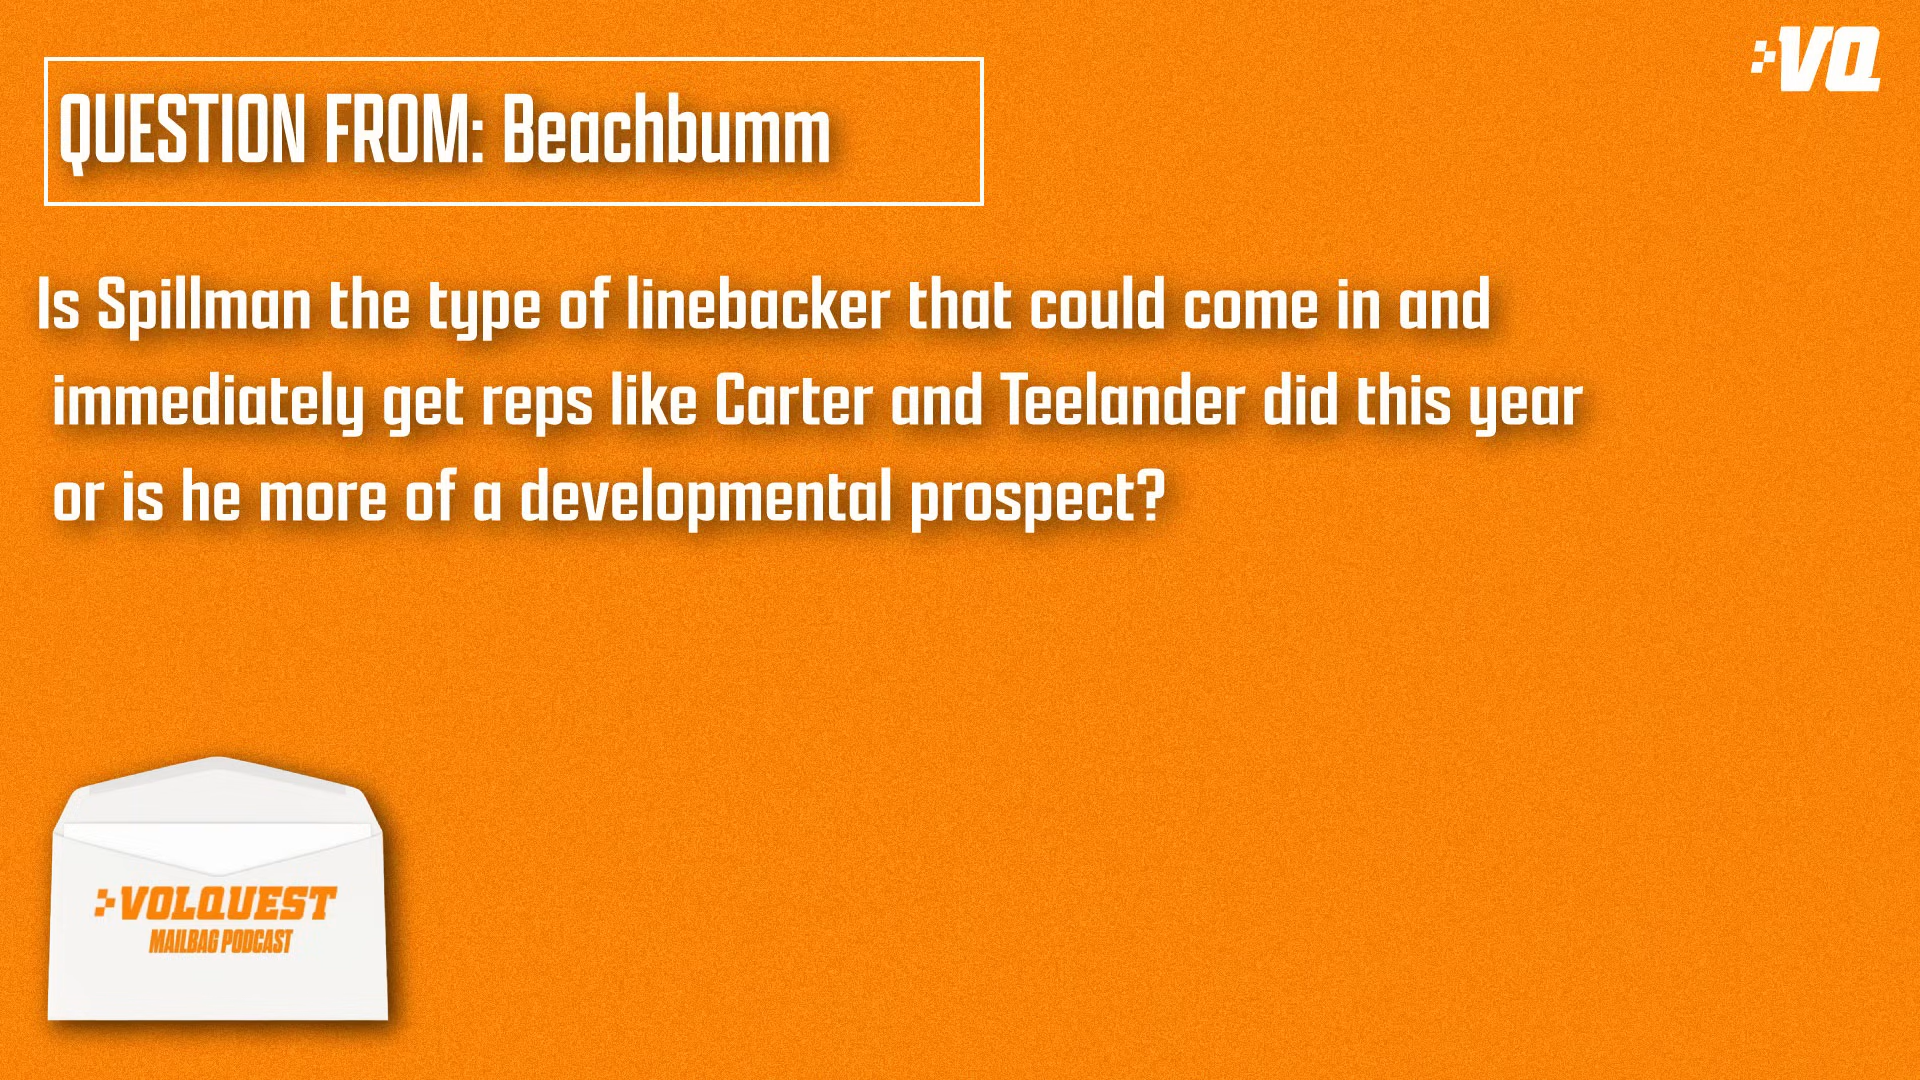 VQ
QUESTION FROM: Beachbumm
Is Spillman the type of linebacker that could come in and
immediately get reps like Carter and Teelander did this year
or is he more of a developmental prospect?
VOLQUEST
MAILBAG PODCAST